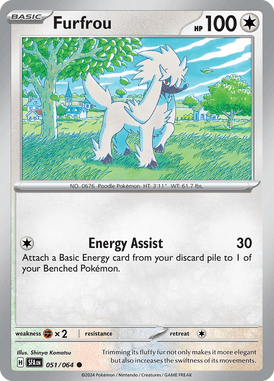 BASIC
Furfrou
HP 100
NO. 0676 Poodle Pokémon HT: 3'11" WT: 61.7 lbs.
Energy Assist 30
Attach a Basic Energy card from your discard pile to 1 of
your Benched Pokémon.
weakness ×2 resistance retreat
Illus. Shinya Komatsu
H SFA EN 051/064
Trimming its fluffy fur not only makes it more elegant
but also increases the swiftness of its movements.
©2024 Pokémon / Nintendo / Creatures / GAME FREAK